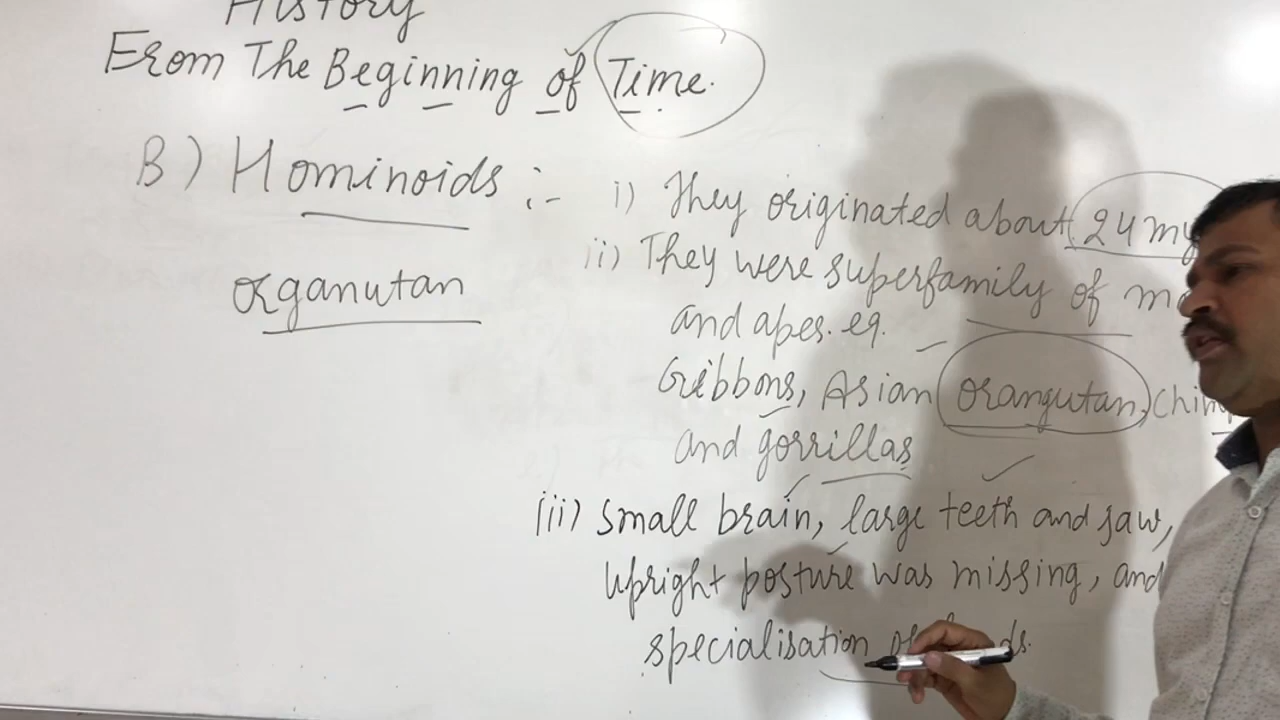 History
From The Beginning of Time.
B) Hominoids :-
organutan
i) They originated about 24 my
ii) They were superfamily of
and apes. eg.
Gibbons, Asian orangutan,
and gorrillas
(iii) small brain, large teeth and jaw,
upright posture was missing, and
specialisation of